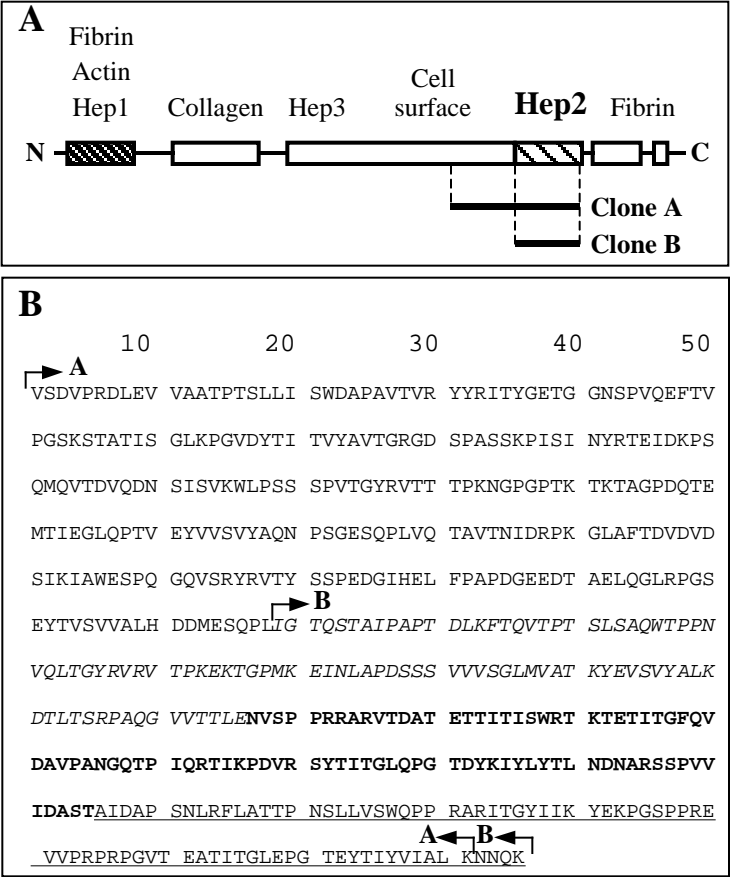 A
Fibrin
Actin
Hep1 Collagen Hep3 Cell surface Hep2 Fibrin
N C
Clone A
Clone B
B
10 20 30 40 50
A
VSDVPRDLEV VAATPTSLLI SWDAPAVTVR YYRITYGETG GNSPVQEFTV
PGSKSTATIS GLKPGVDYTI TVYAVTGRGD SPASSKPISI NYRTEIDKPS
QMQVTDVQDN SISVKWLPSS SPVTGYRVTT TPKNGPGPTK TKTAGPDQTE
MTIEGLQPTV EYVVSVYAQN PSGESQPLVQ TAVTNIDRPK GLAFTDVDVD
SIKIAWESPQ GQVSRYRVTY SSPEDGIHEL FPAPDGEEDT AELQGLRPGS
B
EYTVSVVALH DDMESQPLIG TQSTAIPAPT DLKFTQVTPT SLSAQWTPPN
VQLTGYRVRV TPKEKTGPMK EINLAPDSSS VVVSGLMVAT KYEVSVYALK
DTLTSRPAQG VVTTLENVSP PRRARVTDAT ETTITISWRT KTETITGFQV
DAVPANGQTP IQRTIKPDVR SYTITGLQPG TDYKIYLYTL NDNARSSPVV
IDASTAIDAP SNLRFLATTP NSLLVSWQPP RARITGYIIK YEKPGSPPRE
A B
VVPRPRPGVT EATITGLEPG TEYTIYVIAL KNNQK